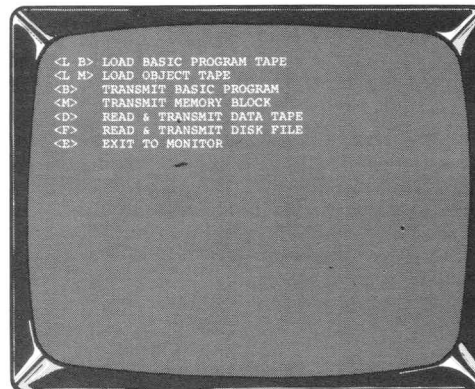 <L B> LOAD BASIC PROGRAM TAPE
<L M> LOAD OBJECT TAPE
<B> TRANSMIT BASIC PROGRAM
<M> TRANSMIT MEMORY BLOCK
<D> READ & TRANSMIT DATA TAPE
<F> READ & TRANSMIT DISK FILE
<E> EXIT TO MONITOR